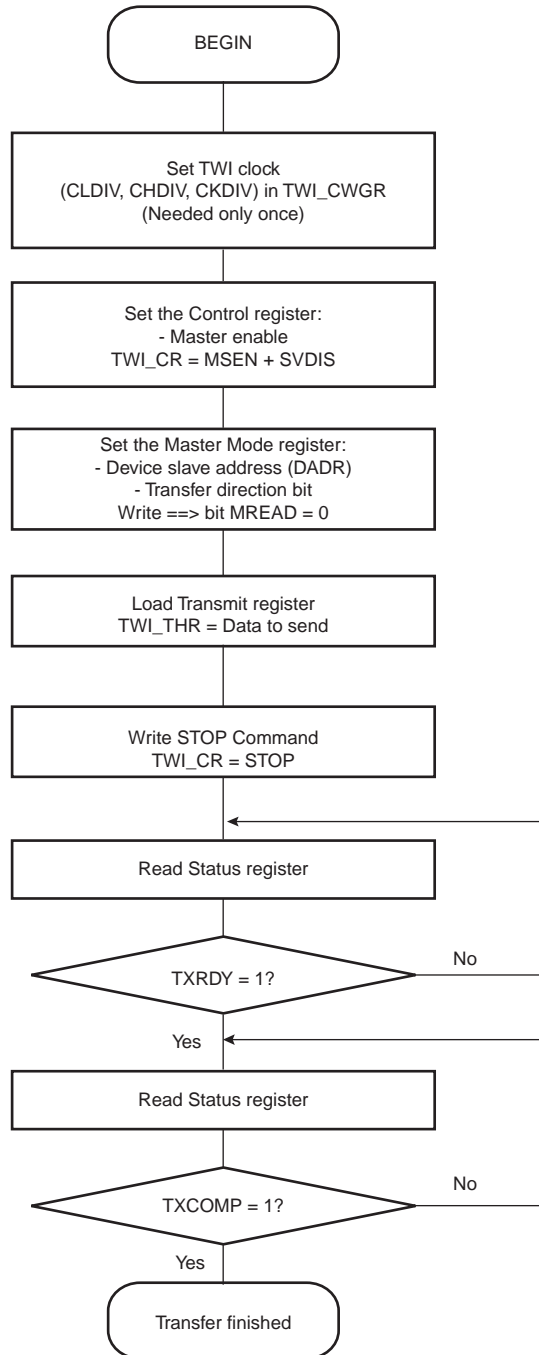 BEGIN
Set TWI clock
(CLDIV, CHDIV, CKDIV) in TWI_CWGR
(Needed only once)
Set the Control register:
- Master enable
TWI_CR = MSEN + SVDIS
Set the Master Mode register:
- Device slave address (DADR)
- Transfer direction bit
Write ==> bit MREAD = 0
Load Transmit register
TWI_THR = Data to send
Write STOP Command
TWI_CR = STOP
Read Status register
TXRDY = 1?
No
Yes
Read Status register
TXCOMP = 1?
No
Yes
Transfer finished